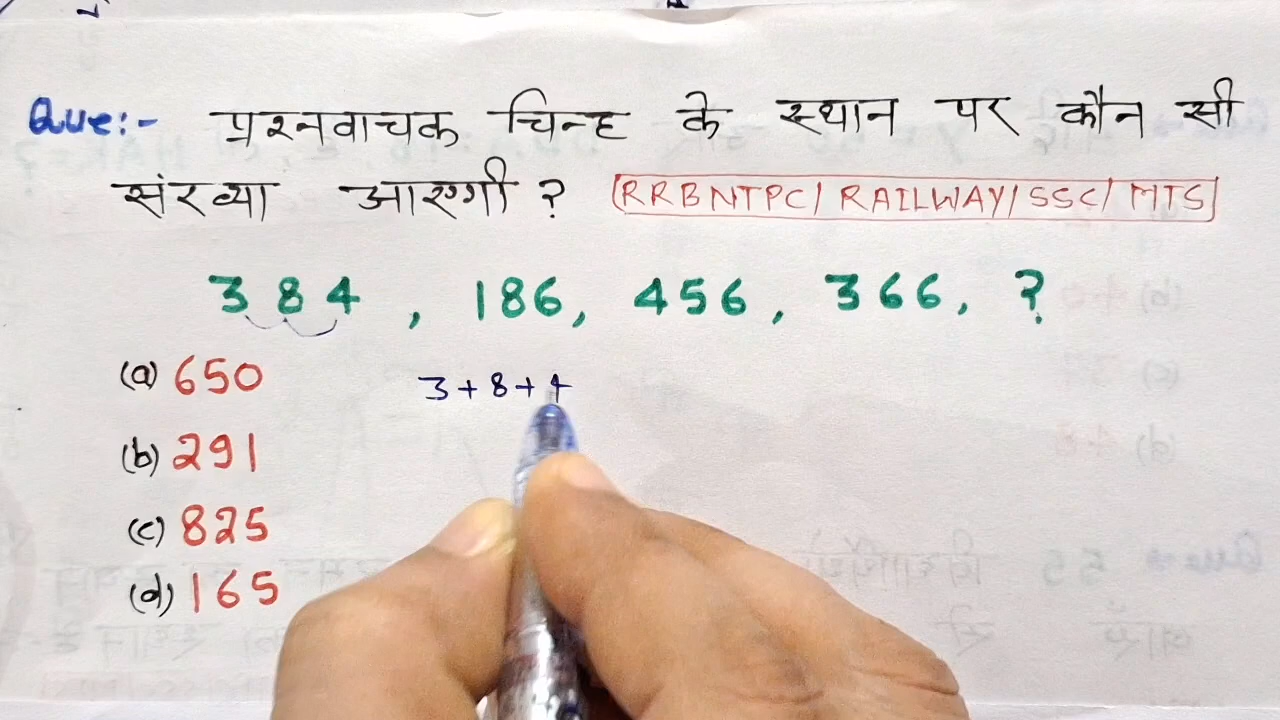 Que:- प्रश्नवाचक चिन्ह के स्थान पर कौन सी
संख्या आएगी ? (RRBNTPC/ RAILWAY/ SSC/ MTS
384 , 186, 456, 366, ?
(a) 650
3+8+4
(b) 291
(c) 825
(d) 165